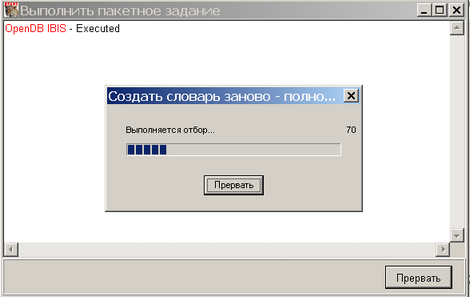 Выполнить пакетное задание
OpenDB IBIS - Executed
Создать словарь заново - полно...
Выполняется отбор... 70
Прервать
Прервать